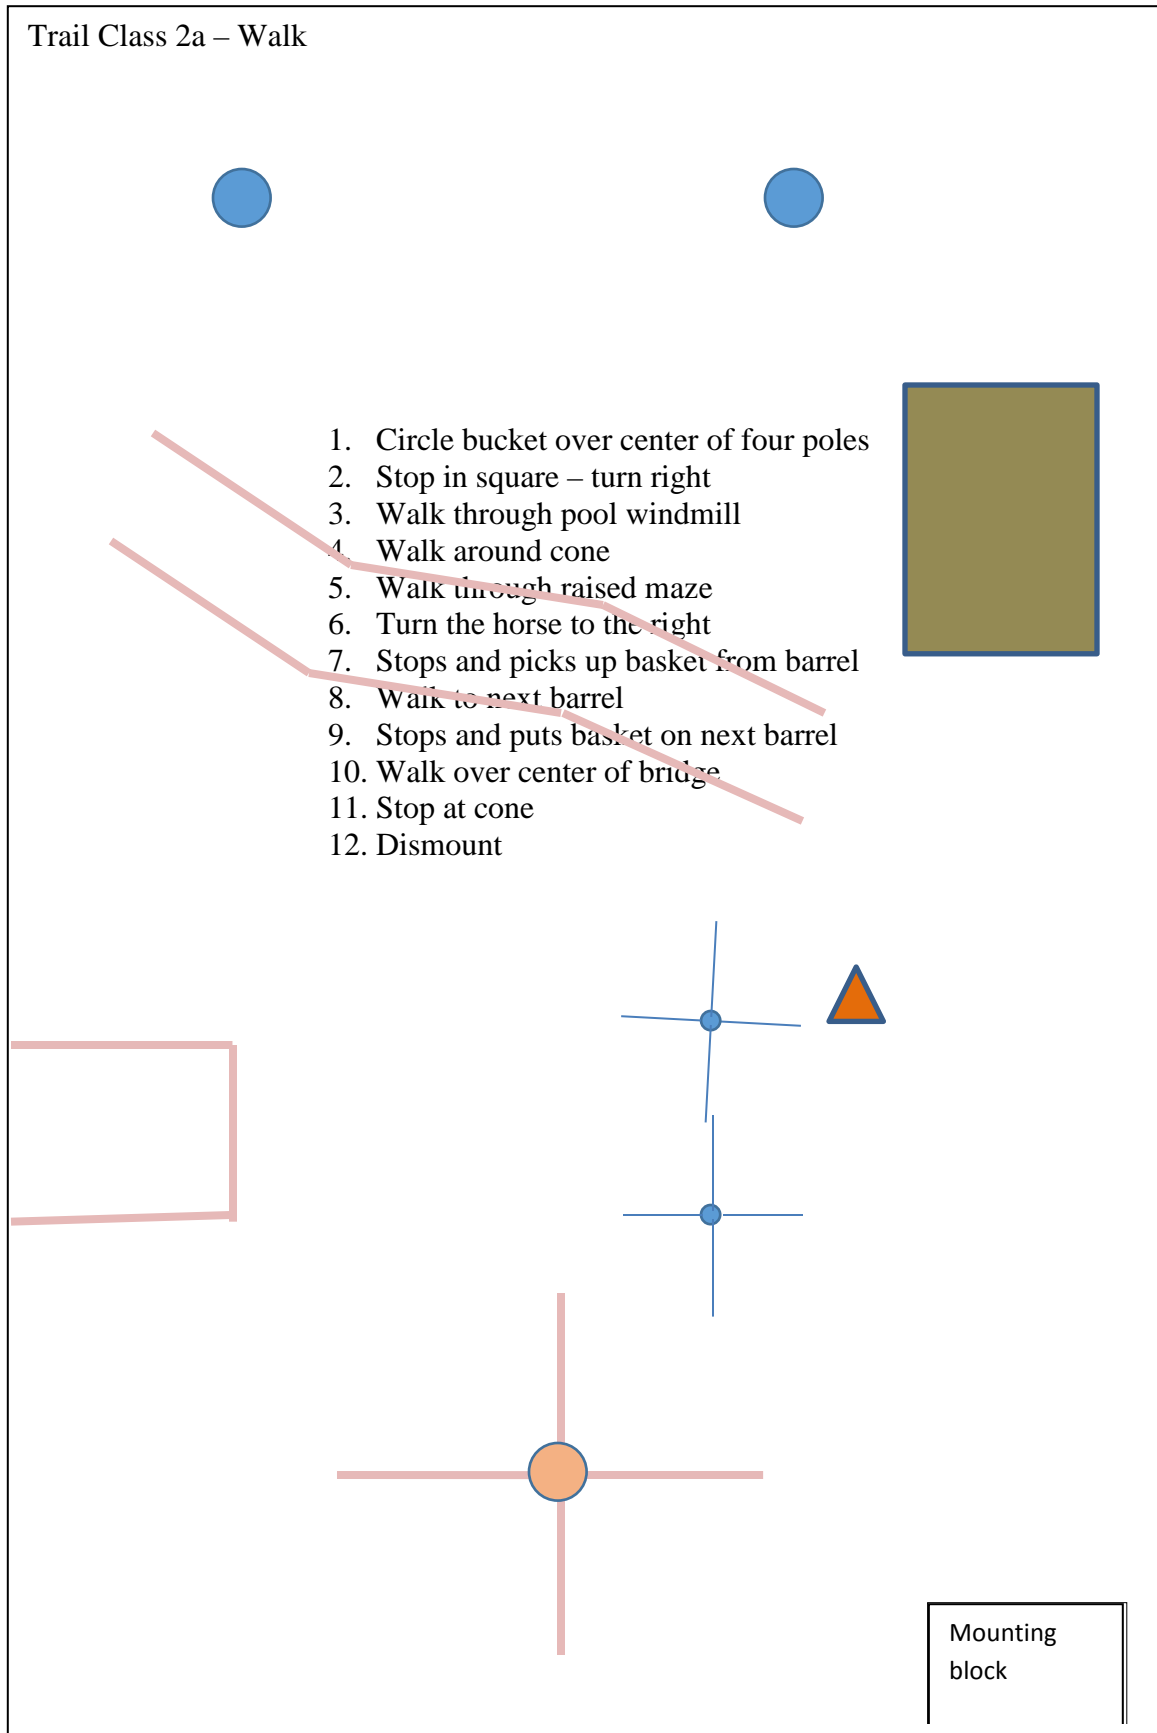 Trail Class 2a – Walk
1. Circle bucket over center of four poles
2. Stop in square – turn right
3. Walk through pool windmill
4. Walk around cone
5. Walk through raised maze
6. Turn the horse to the right
7. Stops and picks up basket from barrel
8. Walk to next barrel
9. Stops and puts basket on next barrel
10. Walk over center of bridge
11. Stop at cone
12. Dismount
Mounting
block